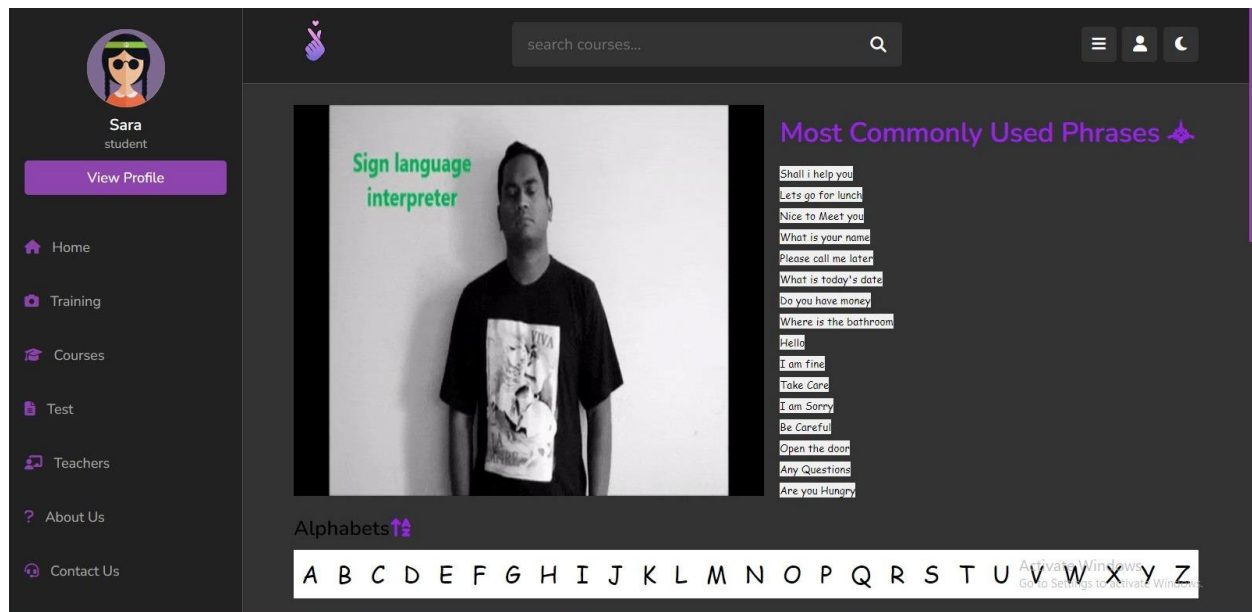 Sara
student
View Profile
Home
Training
Courses
Test
Teachers
?
About Us
Contact Us
search courses...
Sign language
interpreter
VIVA
Most Commonly Used Phrases
Shall i help you
Lets go for lunch
Nice to Meet you
What is your name
Please call me later
What is today's date
Do you have money
Where is the bathroom
Hello
I am fine
Take Care
I am Sorry
Be Careful
Open the door
Any Questions
Are you Hungry
Alphabets
A B C D E F G H I J K L M N O P Q R S T U V W X Y Z
Activate Windows
Go to Settings to activate Windows.